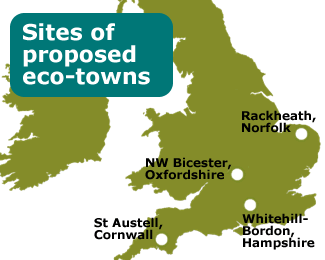 Sites of
proposed
eco-towns
Rackheath,
Norfolk
NW Bicester,
Oxfordshire
St Austell,
Cornwall
Whitehill-
Bordon,
Hampshire